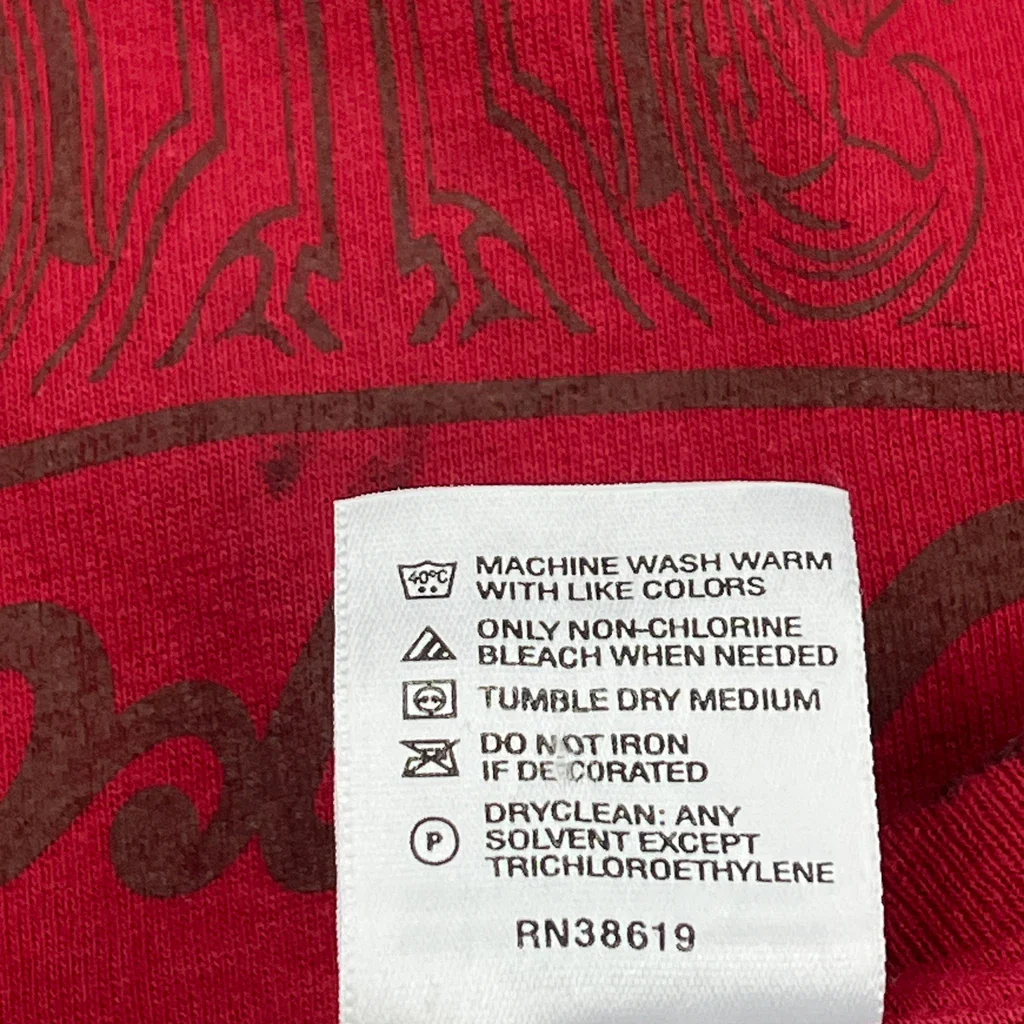 40°C
MACHINE WASH WARM
WITH LIKE COLORS
ONLY NON-CHLORINE
BLEACH WHEN NEEDED
TUMBLE DRY MEDIUM
DO NOT IRON
IF DECORATED
DRYCLEAN: ANY
P
SOLVENT EXCEPT
TRICHLOROETHYLENE
RN38619